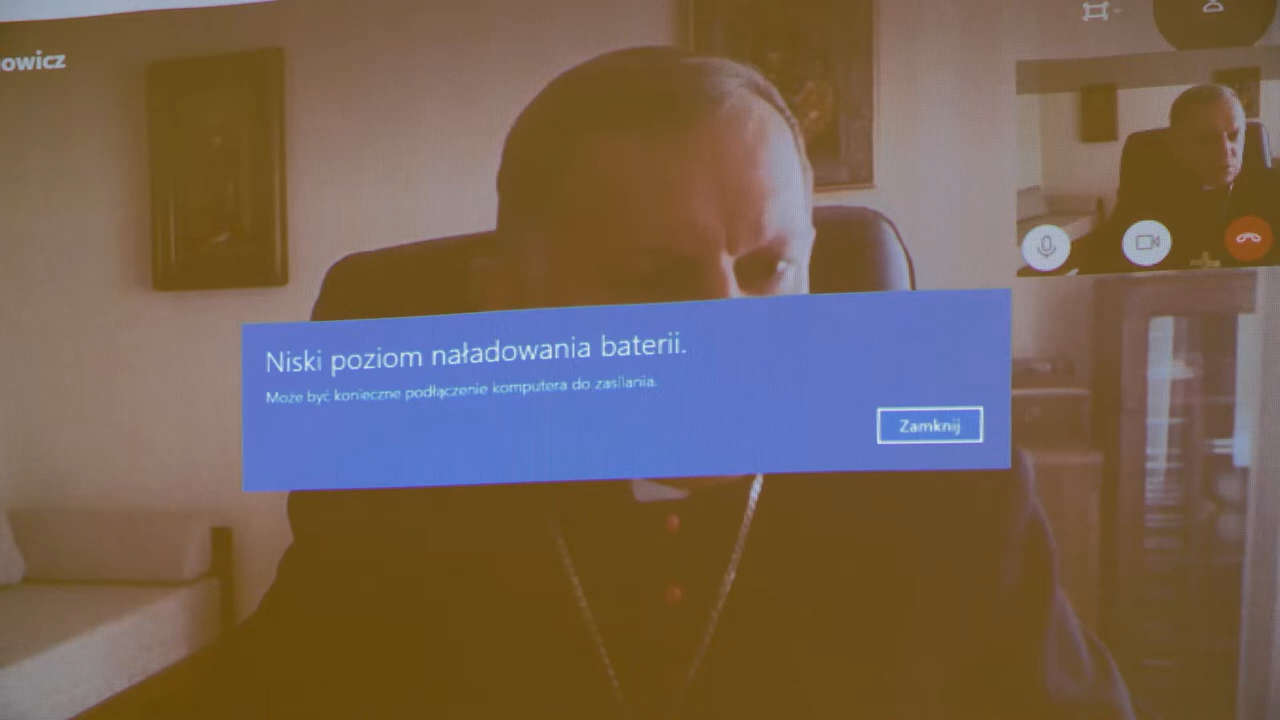 owicz
Niski poziom naładowania baterii.
Może być konieczne podłączenie komputera do zasilania.
Zamknij